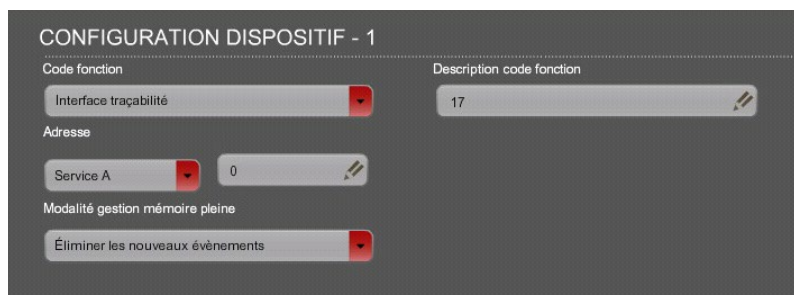 CONFIGURATION DISPOSITIF - 1
Code fonction
Description code fonction
Interface traçabilité
17
Adresse
Service A
0
Modalité gestion mémoire pleine
Éliminer les nouveaux évènements